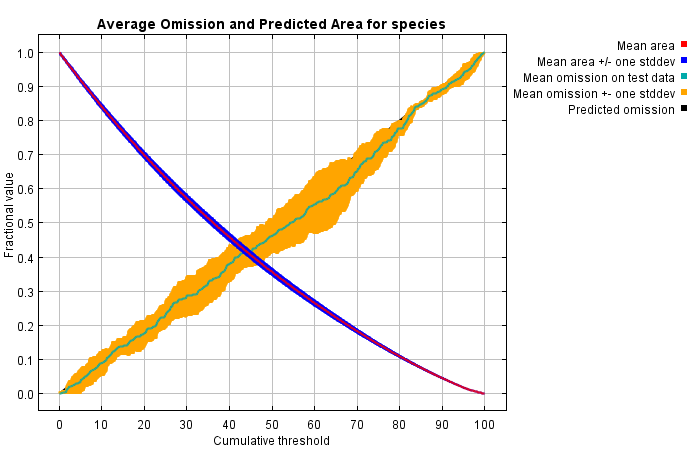 Average Omission and Predicted Area for species
Mean area
Mean area +/- one stddev
Mean omission on test data
Mean omission +- one stddev
Predicted omission
Fractional value
1.0
0.9
0.8
0.7
0.6
0.5
0.4
0.3
0.2
0.1
0.0
0 10 20 30 40 50 60 70 80 90 100
Cumulative threshold